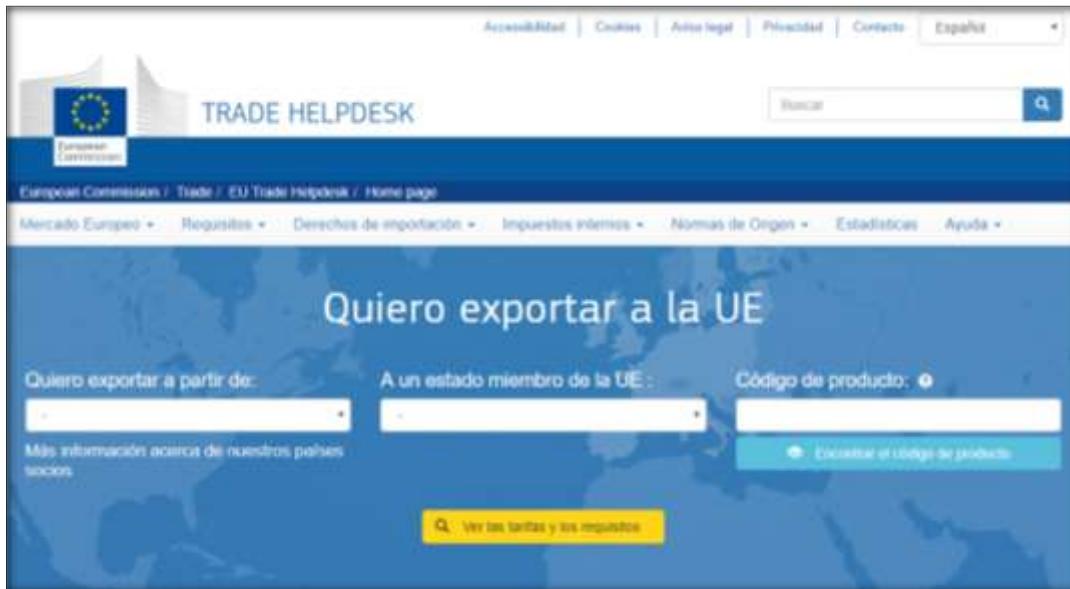 Accessibilidad | Cookies | Aviso legal | Privacidad | Contacto Español
TRADE HELPDESK
Buscar
European
Commission
European Commission / Trade / EU Trade Helpdesk / Home page
Mercado Europeo Requisitos Derechos de importación Impuestos internos Normas de Origen Estadísticas Ayuda
Quiero exportar a la UE
Quiero exportar a partir de: A un estado miembro de la UE : Código de producto:
- -
Más información acerca de nuestros países
socios
Encontrar el código de producto
Ver las tarifas y los requisitos